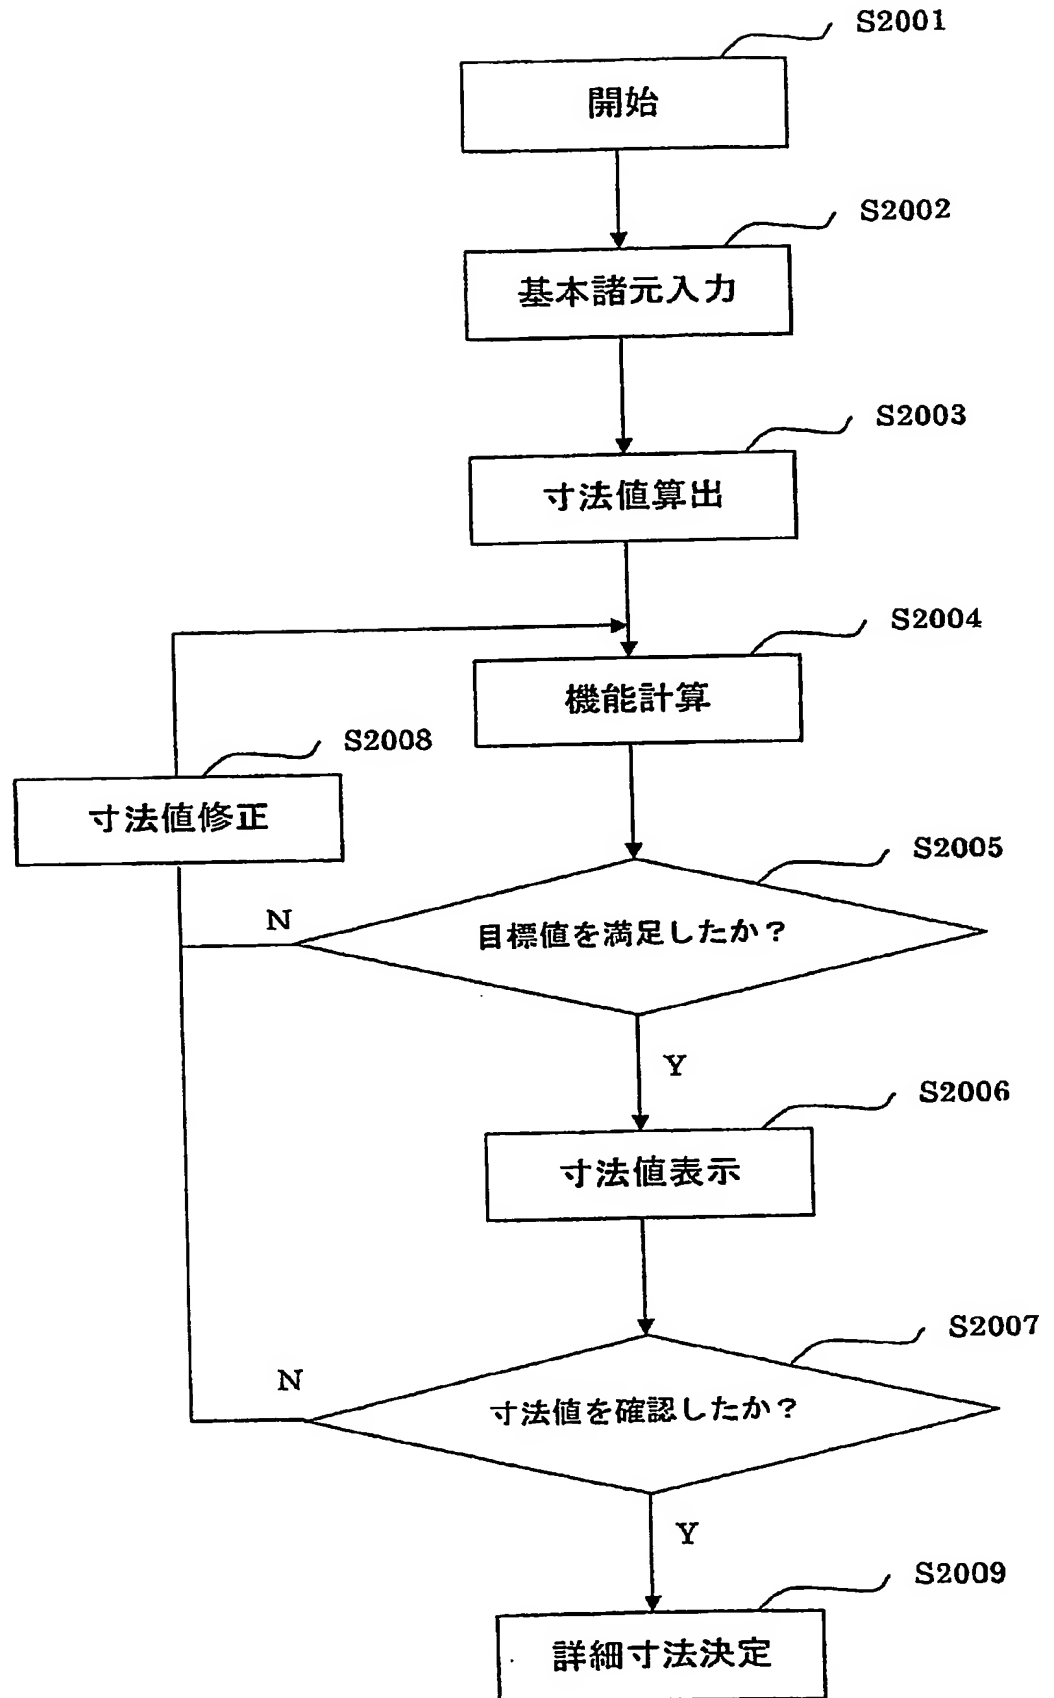 S2001
開始
S2002
基本諸元入力
S2003
寸法値算出
S2004
機能計算
S2008
寸法値修正
S2005
目標値を満足したか?
N
Y
S2006
寸法値表示
S2007
寸法値を確認したか?
N
Y
S2009
詳細寸法決定